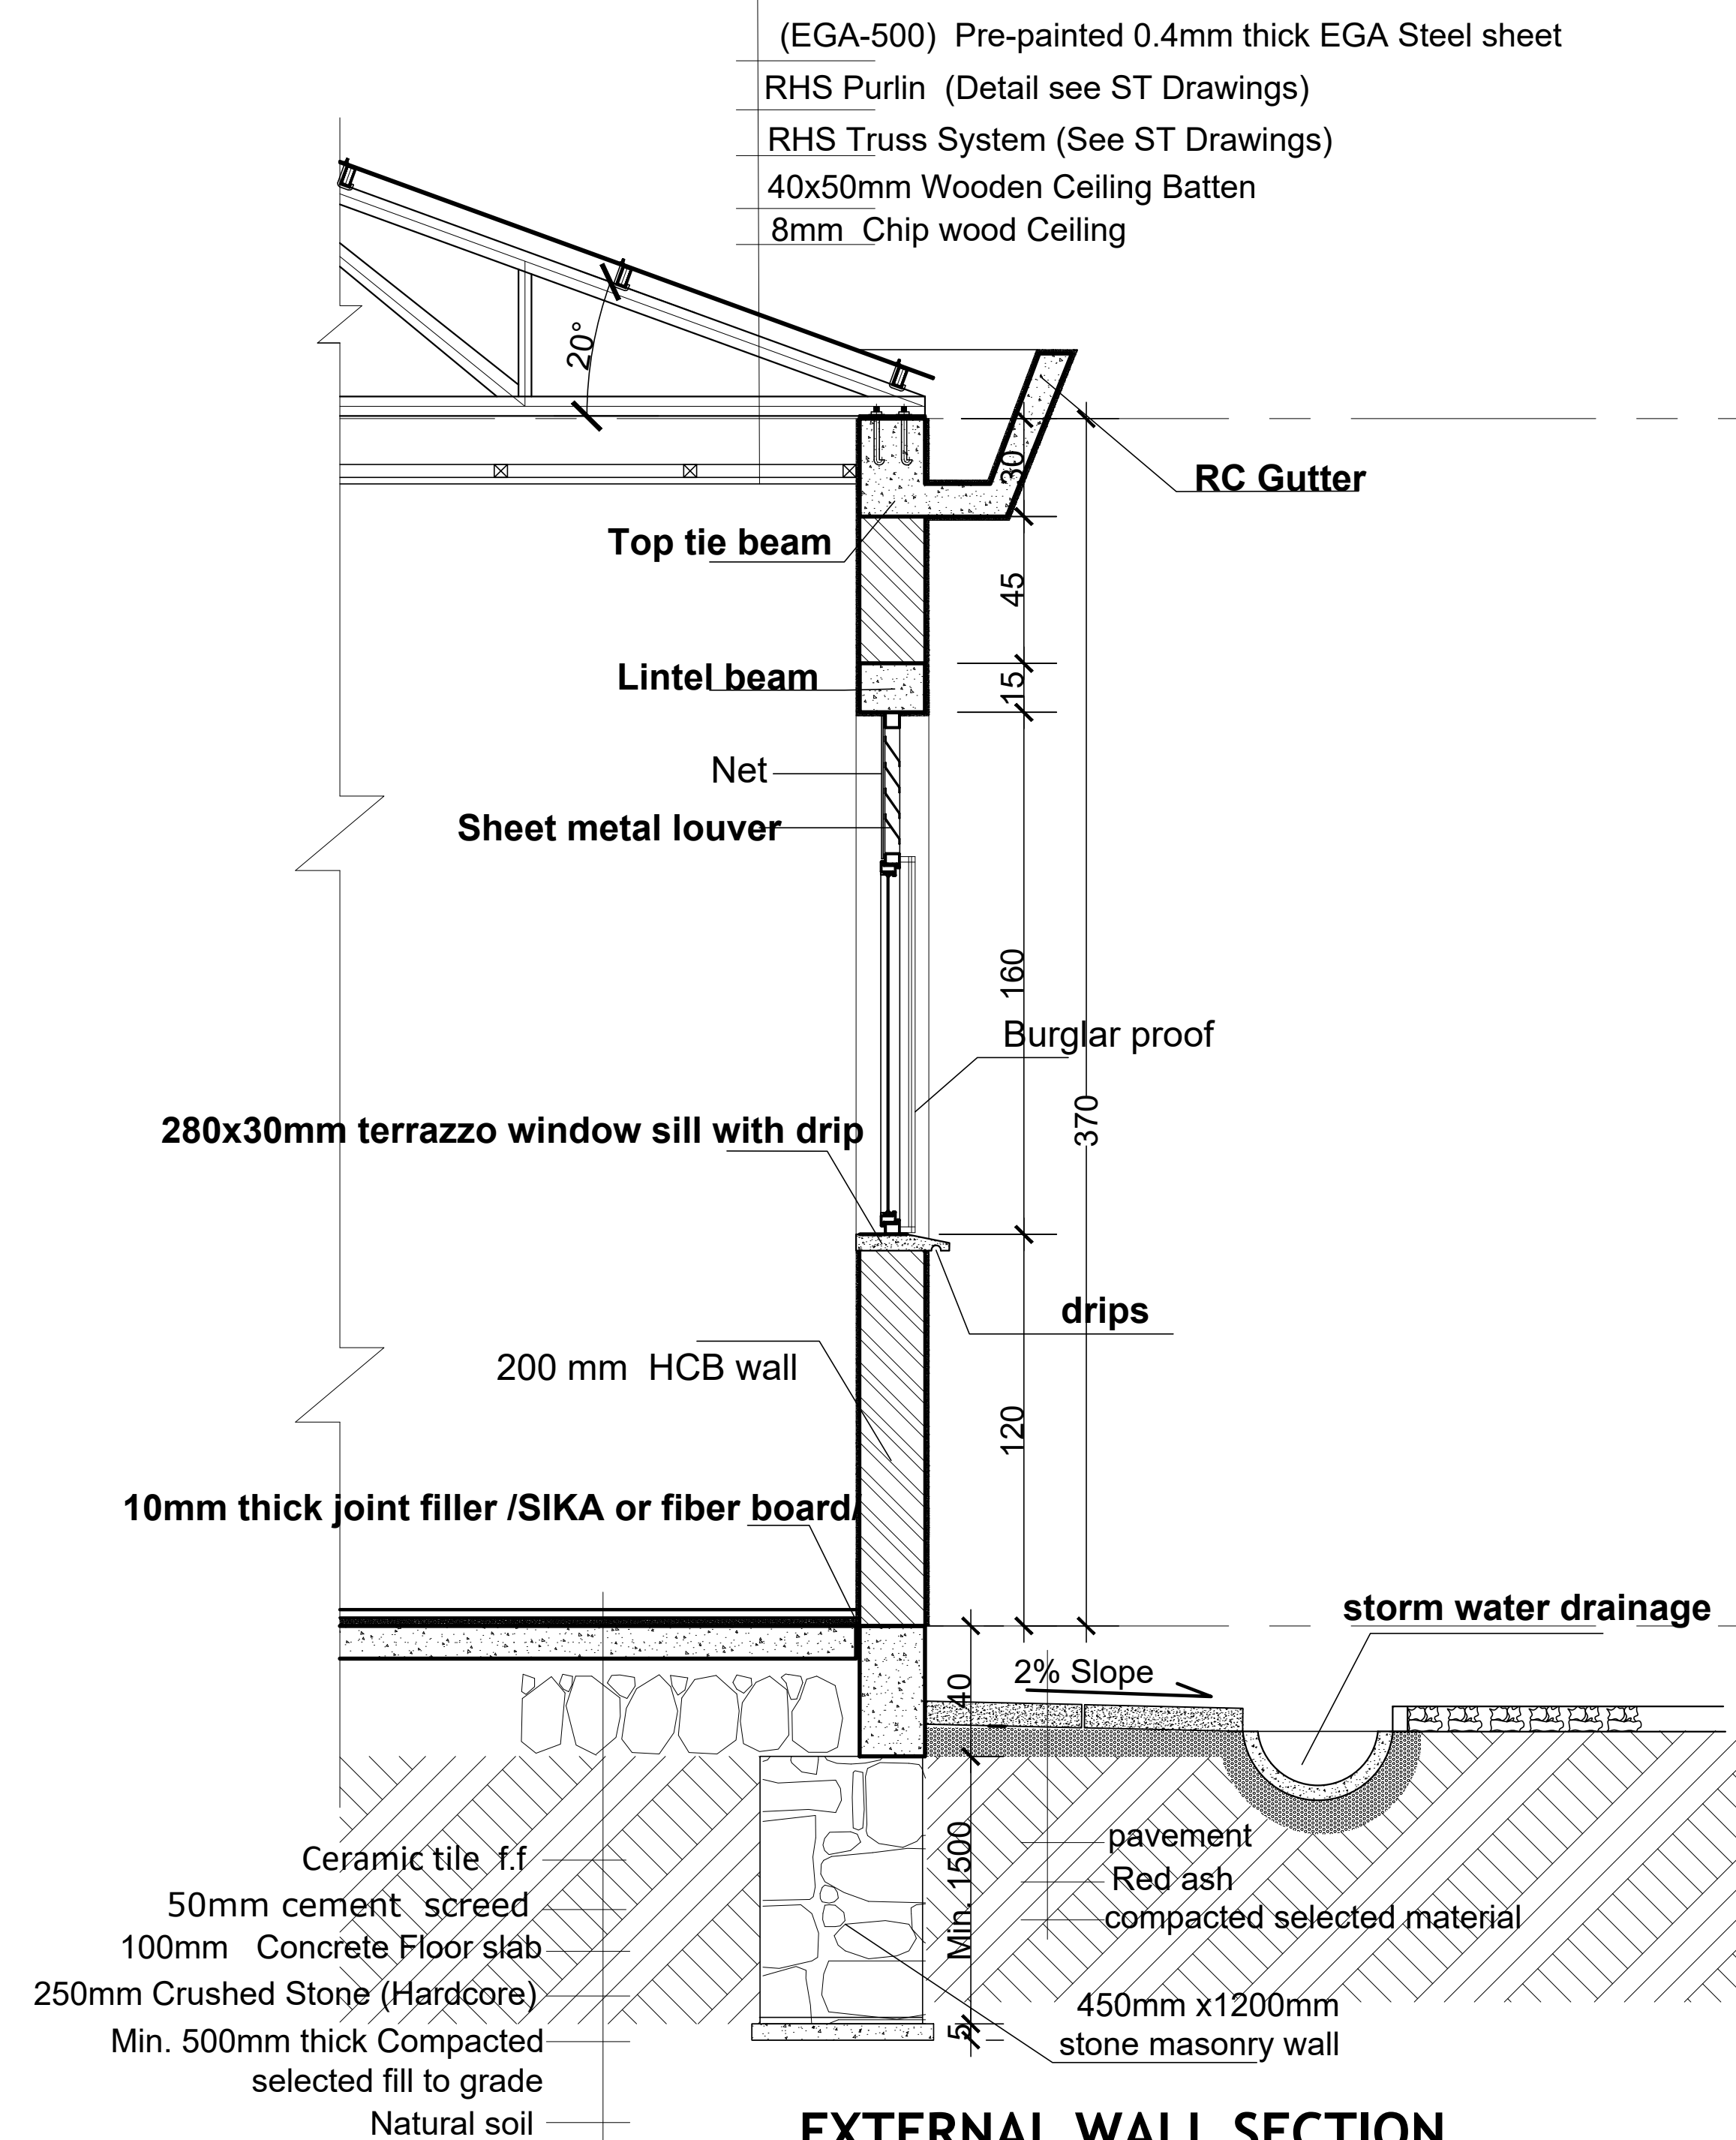 (EGA-500) Pre-painted 0.4mm thick EGA Steel sheet
RHS Purlin (Detail see ST Drawings)
RHS Truss System (See ST Drawings)
40x50mm Wooden Ceiling Batten
8mm Chip wood Ceiling
20°
30
RC Gutter
Top tie beam
45
Lintel beam
15
Net
Sheet metal louver
160
Burglar proof
370
280x30mm terrazzo window sill with drip
drips
200 mm HCB wall
120
10mm thick joint filler /SIKA or fiber board/
storm water drainage
2% Slope
40
Min. 1500
5
Ceramic tile f.f
50mm cement screed
100mm Concrete Floor slab
250mm Crushed Stone (Hardcore)
Min. 500mm thick Compacted
selected fill to grade
Natural soil
pavement
Red ash
compacted selected material
450mm x1200mm
stone masonry wall
EXTERNAL WALL SECTION